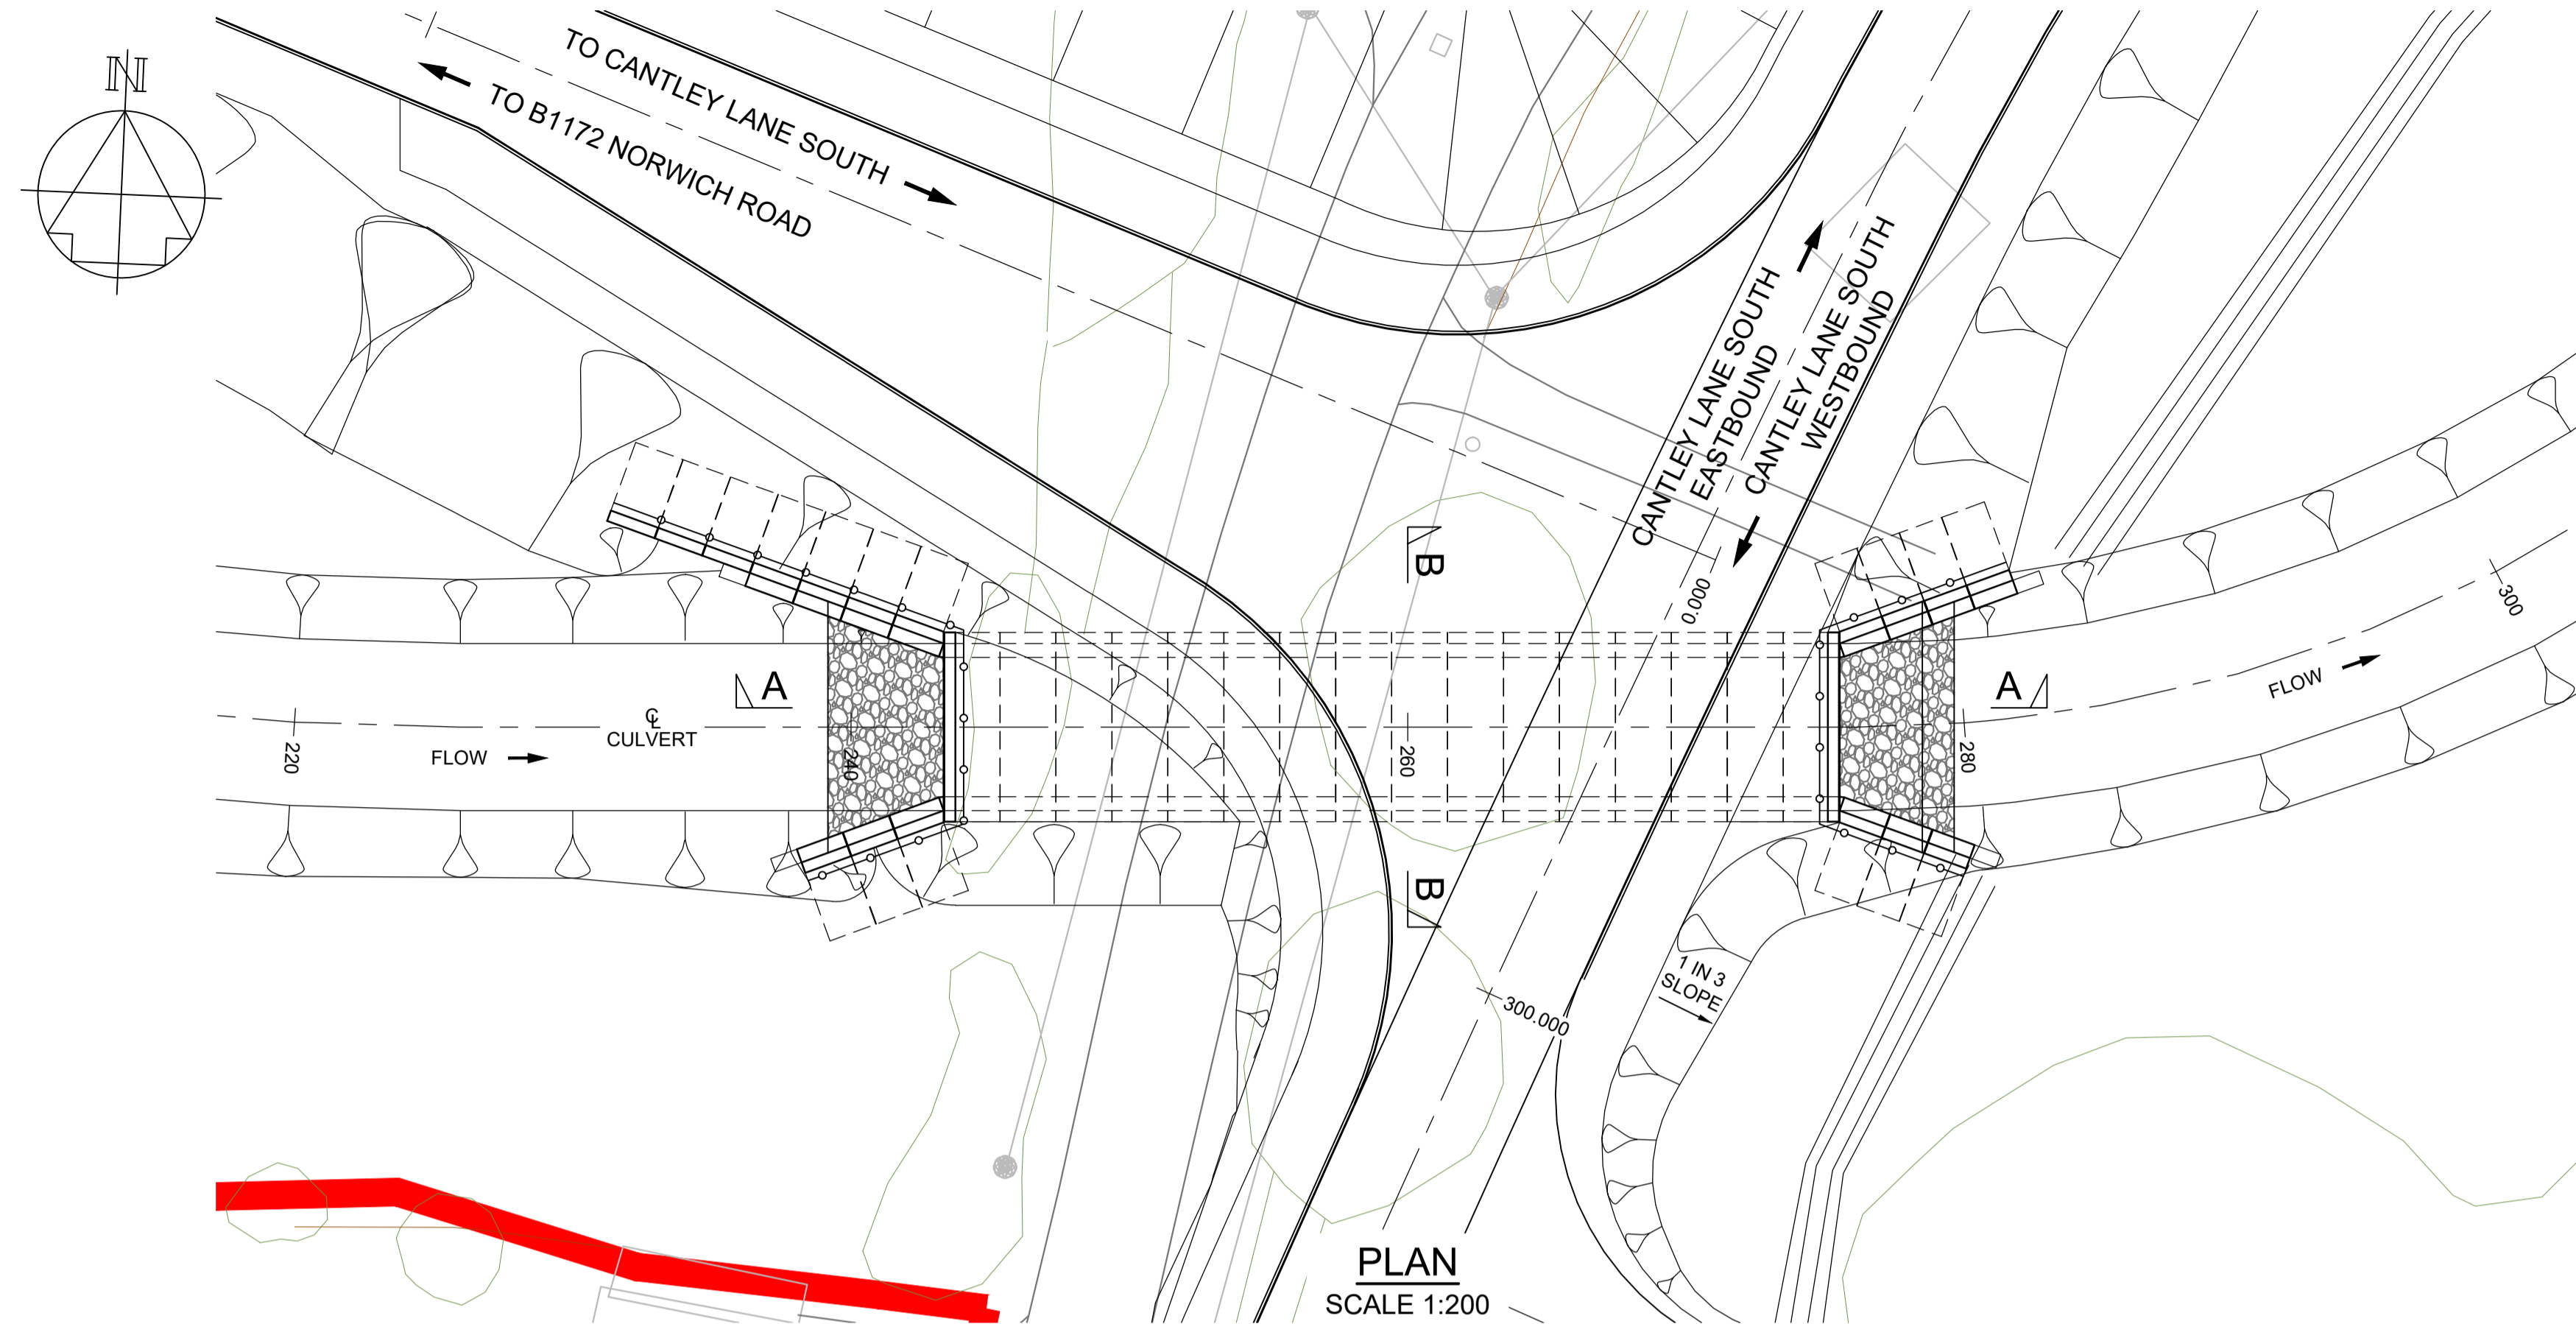 N
TO CANTLEY LANE SOUTH
TO B1172 NORWICH ROAD
CANTLEY LANE SOUTH
EASTBOUND
CANTLEY LANE SOUTH
WESTBOUND
B
0.000
300
A
A
FLOW
℄
CULVERT
FLOW
220
240
260
280
B
1 IN 3
SLOPE
300.000
PLAN
SCALE 1:200